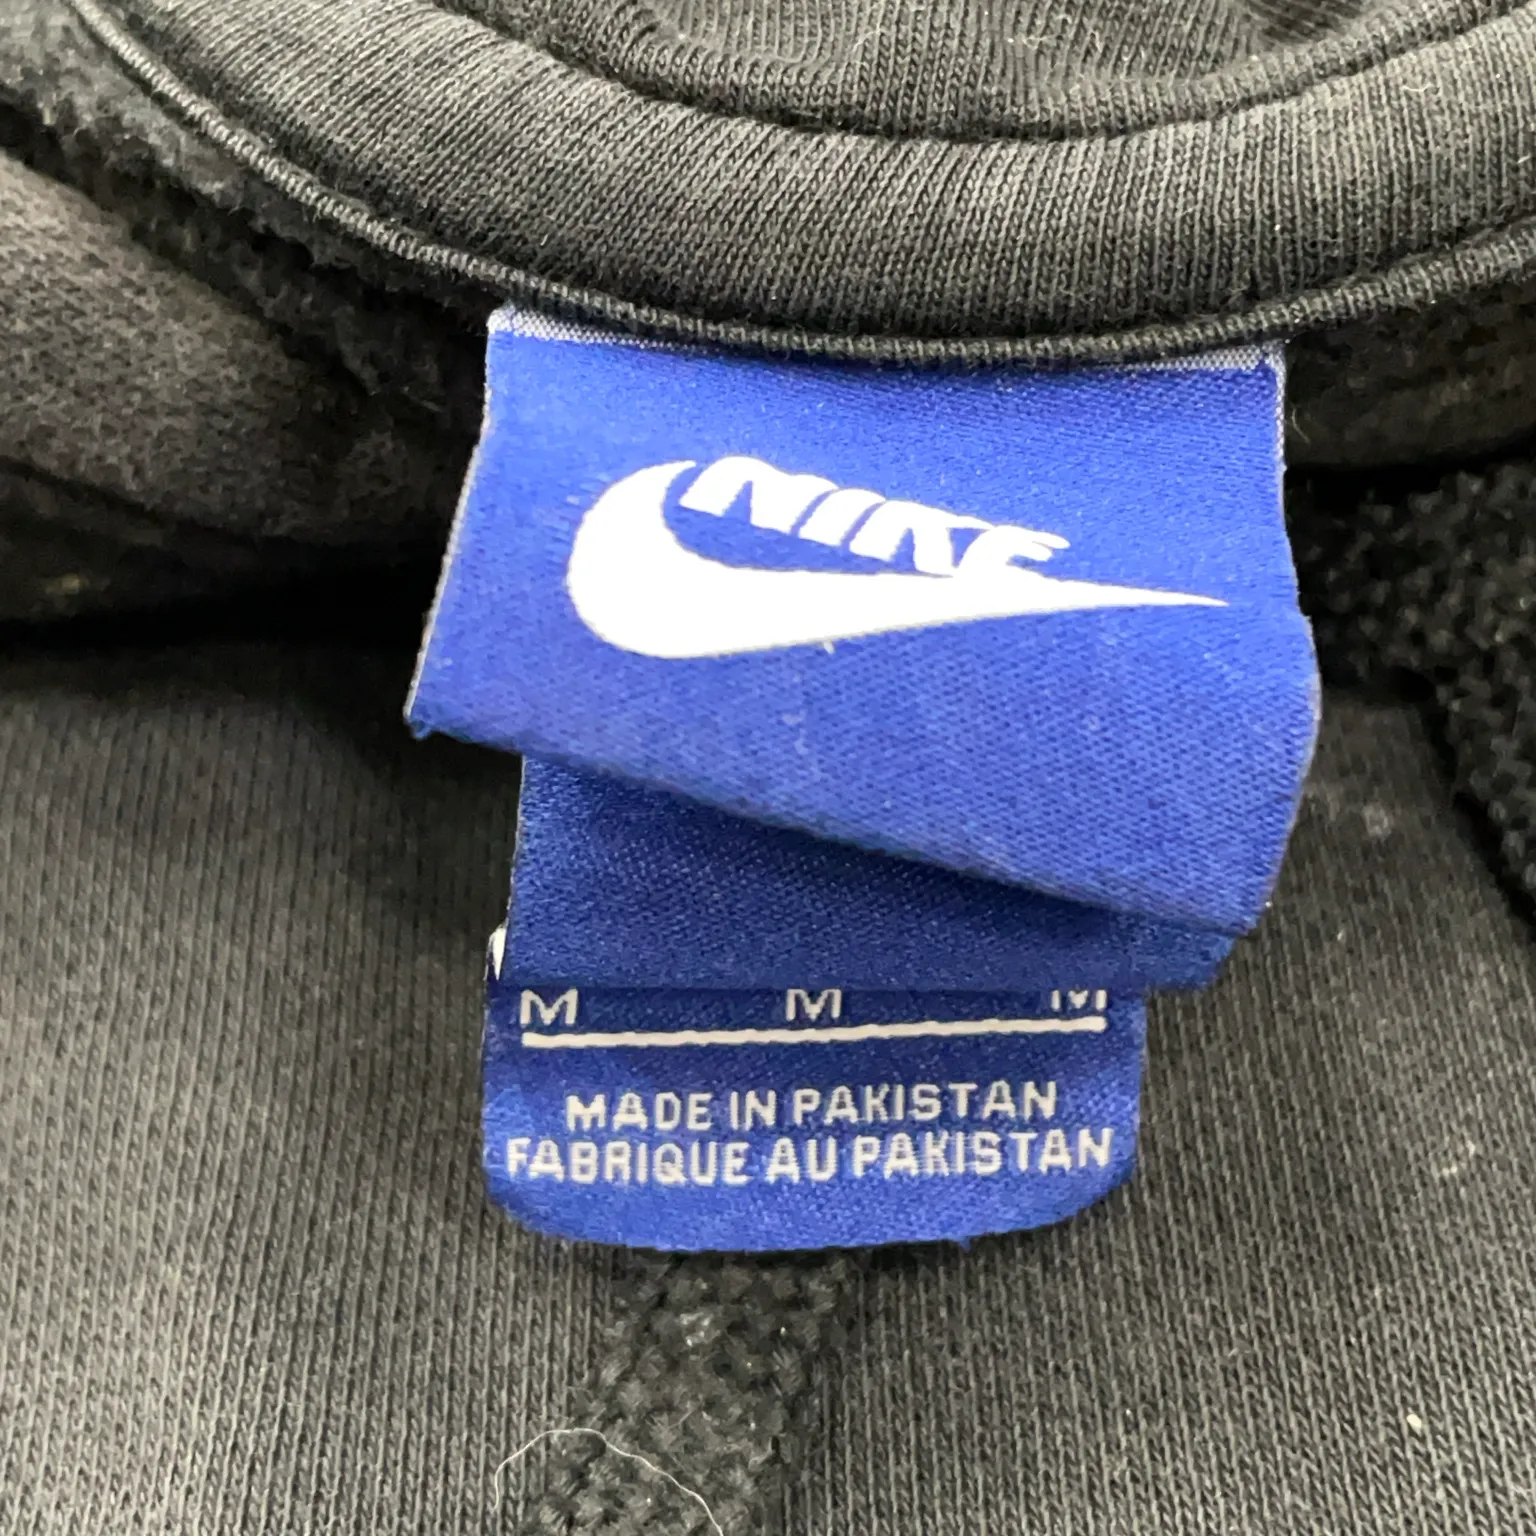 NIKE
M M M
MADE IN PAKISTAN
FABRIQUE AU PAKISTAN